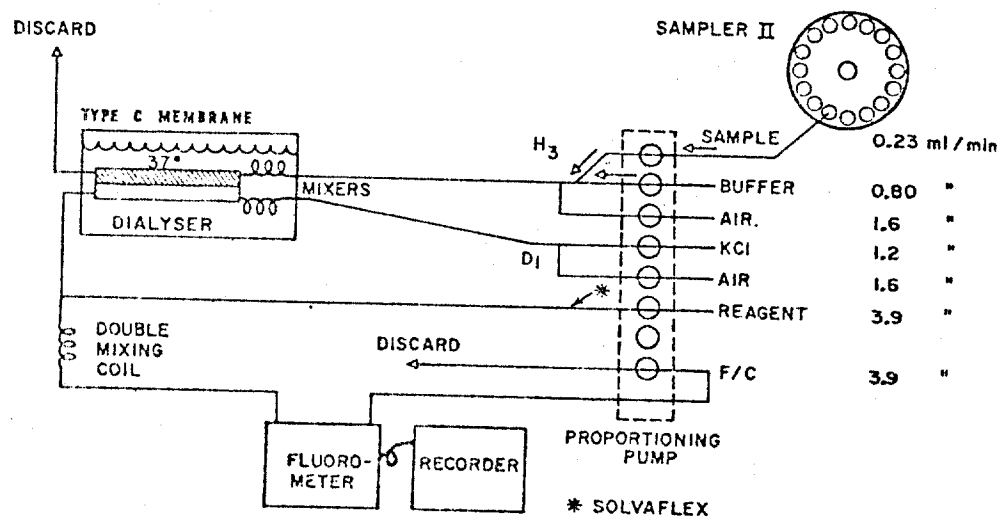 DISCARD
SAMPLER II
TYPE C MEMBRANE
37°
MIXERS
DIALYSER
H3
SAMPLE 0.23 ml/min
BUFFER 0.80 "
AIR. 1.6 "
D1
KCl 1.2 "
AIR 1.6 "
*
REAGENT 3.9 "
DOUBLE
MIXING
COIL
DISCARD
F/C 3.9 "
FLUORO-
METER
RECORDER
PROPORTIONING
PUMP
* SOLVAFLEX